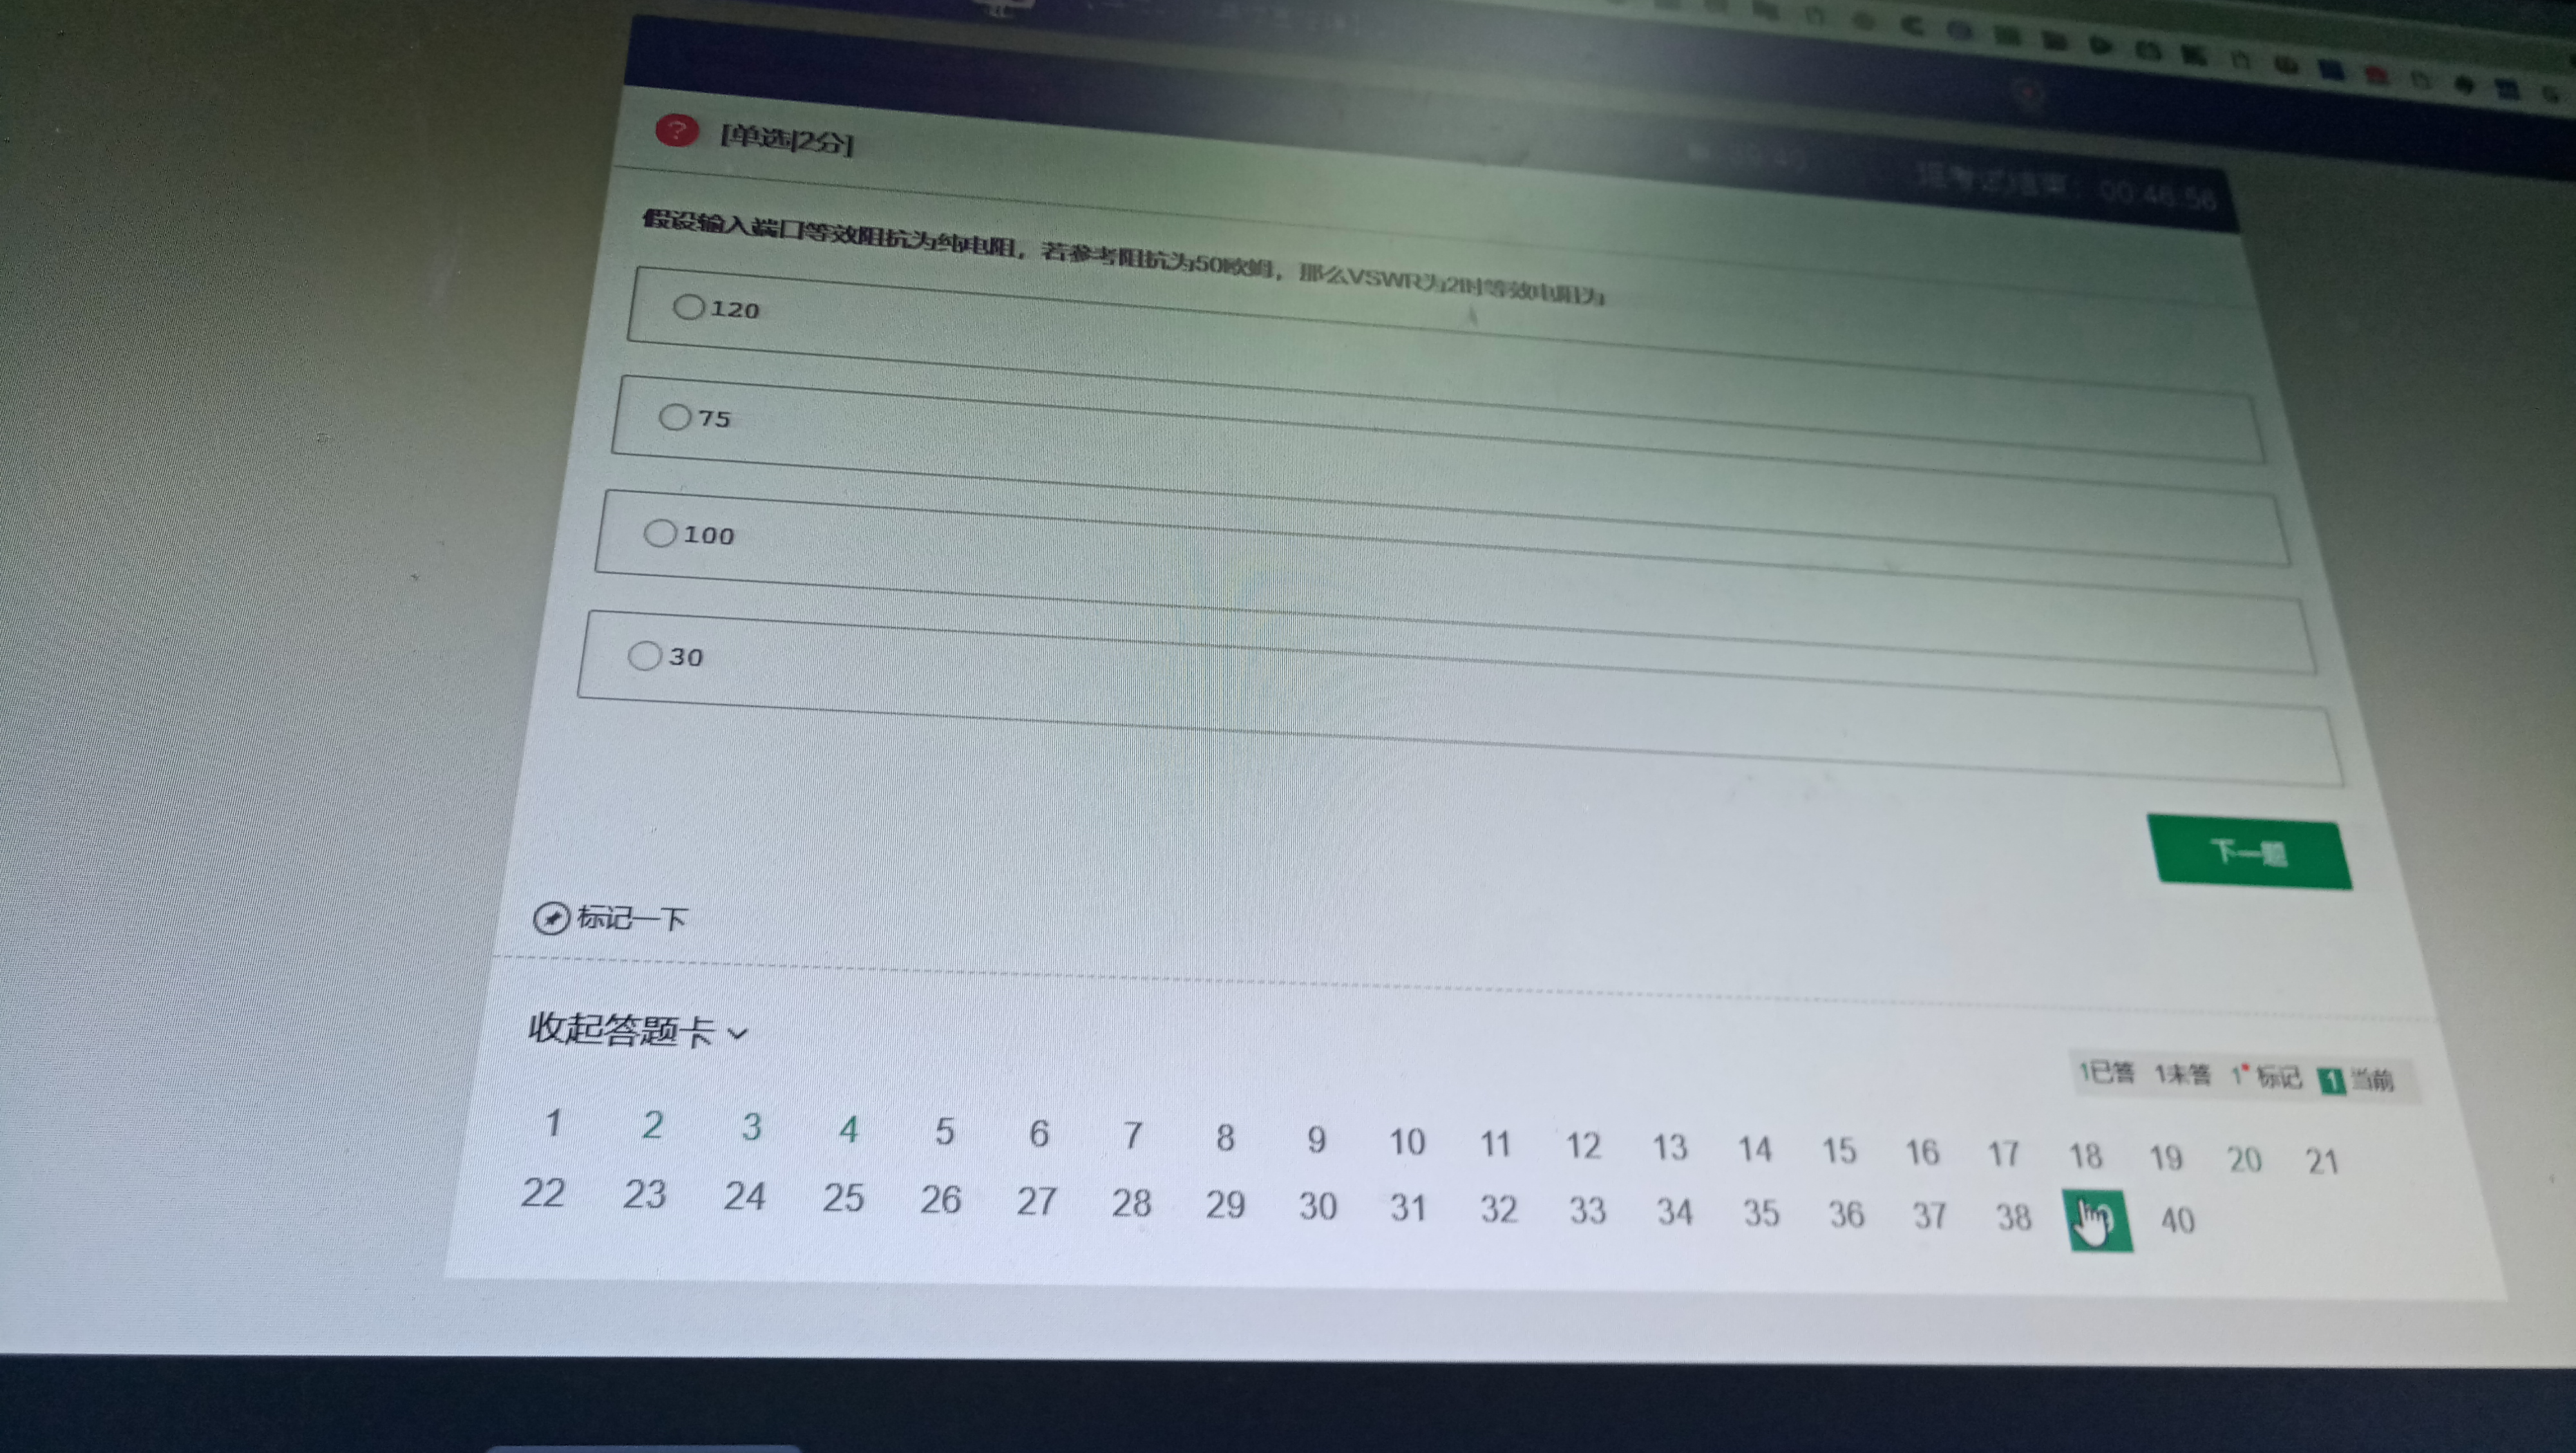 [单选|2分]
距考试结束: 00:46:56
假设输入端口等效阻抗为纯电阻，若参考阻抗为50欧姆，那么VSWR为2时等效电阻为
120
75
100
30
下一题
标记一下
收起答题卡
1已答 1未答 1*标记 1当前
1 2 3 4 5 6 7 8 9 10 11 12 13 14 15 16 17 18 19 20 21
22 23 24 25 26 27 28 29 30 31 32 33 34 35 36 37 38 40